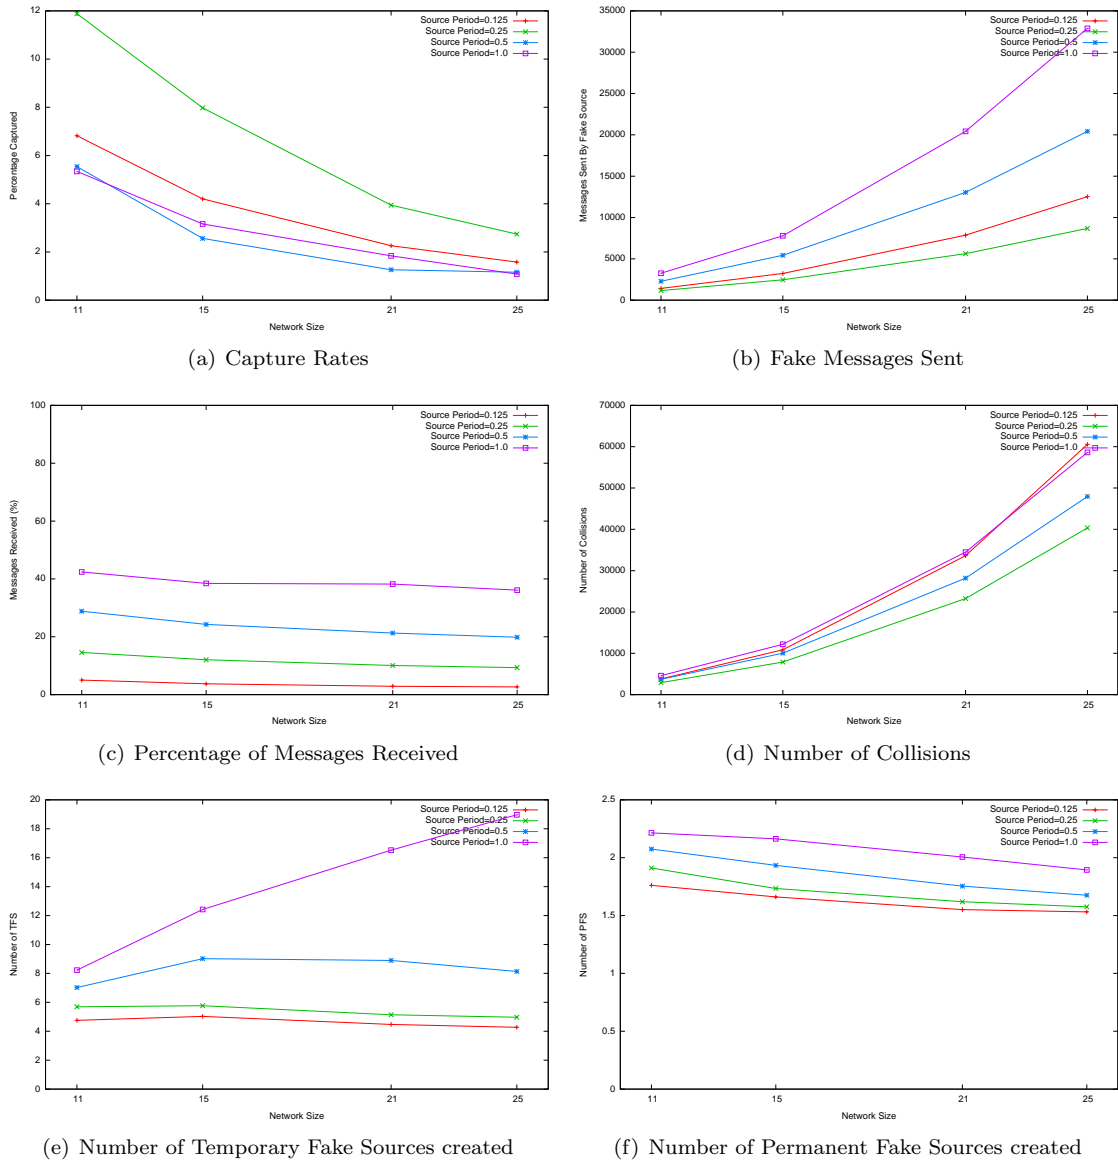 12
10
8
6
4
2
0
Percentage Captured
Source Period=0.125
Source Period=0.25
Source Period=0.5
Source Period=1.0
11 15 21 25
Network Size
(a) Capture Rates
35000
30000
25000
20000
15000
10000
5000
0
Messages Sent By Fake Source
Source Period=0.125
Source Period=0.25
Source Period=0.5
Source Period=1.0
11 15 21 25
Network Size
(b) Fake Messages Sent
100
80
60
40
20
0
Messages Received (%)
Source Period=0.125
Source Period=0.25
Source Period=0.5
Source Period=1.0
11 15 21 25
Network Size
(c) Percentage of Messages Received
70000
60000
50000
40000
30000
20000
10000
0
Number of Collisions
Source Period=0.125
Source Period=0.25
Source Period=0.5
Source Period=1.0
11 15 21 25
Network Size
(d) Number of Collisions
20
18
16
14
12
10
8
6
4
2
0
Number of TFS
Source Period=0.125
Source Period=0.25
Source Period=0.5
Source Period=1.0
11 15 21 25
Network Size
(e) Number of Temporary Fake Sources created
2.5
2
1.5
1
0.5
0
Number of PFS
Source Period=0.125
Source Period=0.25
Source Period=0.5
Source Period=1.0
11 15 21 25
Network Size
(f) Number of Permanent Fake Sources created